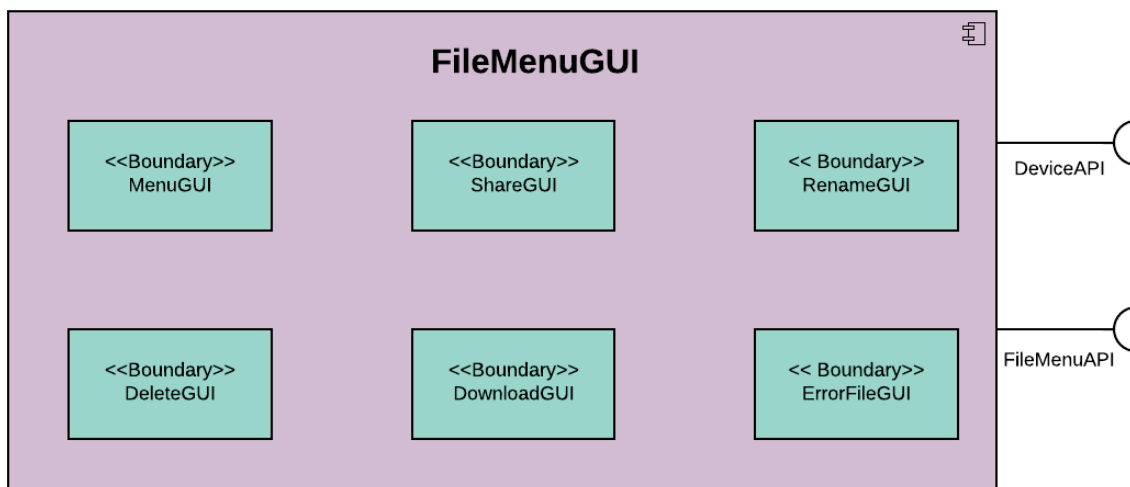 FileMenuGUI
<<Boundary>>
MenuGUI
<<Boundary>>
ShareGUI
<< Boundary>>
RenameGUI
DeviceAPI
<<Boundary>>
DeleteGUI
<<Boundary>>
DownloadGUI
<< Boundary>>
ErrorFileGUI
FileMenuAPI